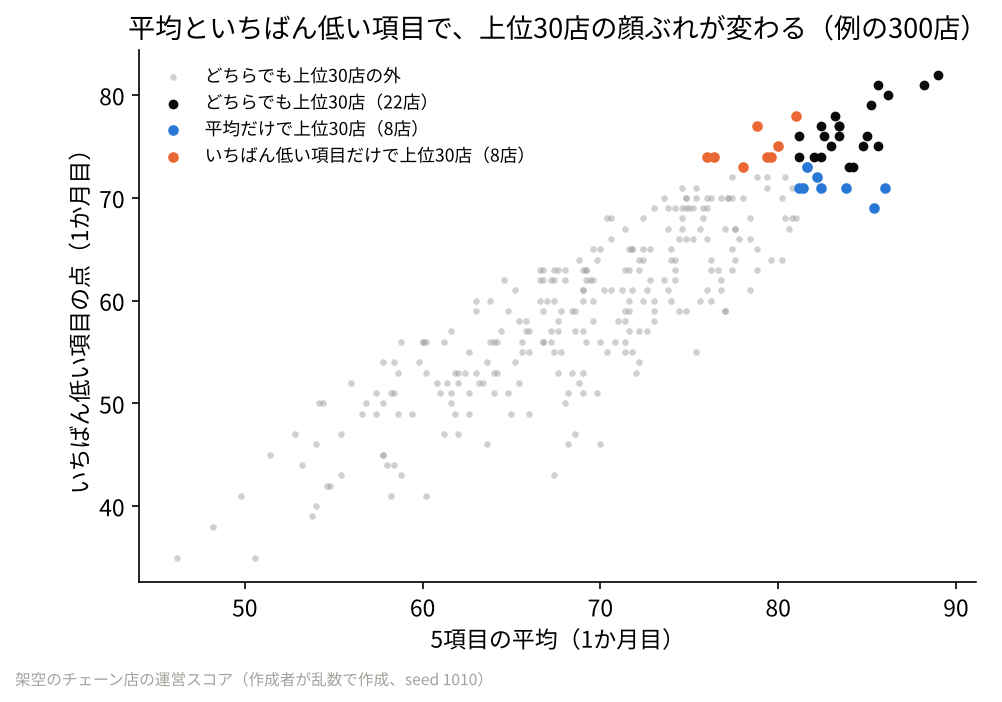 平均といちばん低い項目で、上位30店の顔ぶれが変わる（例の300店）
どちらでも上位30店の外
どちらでも上位30店（22店）
平均だけで上位30店（8店）
いちばん低い項目だけで上位30店（8店）
いちばん低い項目の点（1か月目）
80
70
60
50
40
50 60 70 80 90
5項目の平均（1か月目）
架空のチェーン店の運営スコア（作成者が乱数で作成、seed 1010）